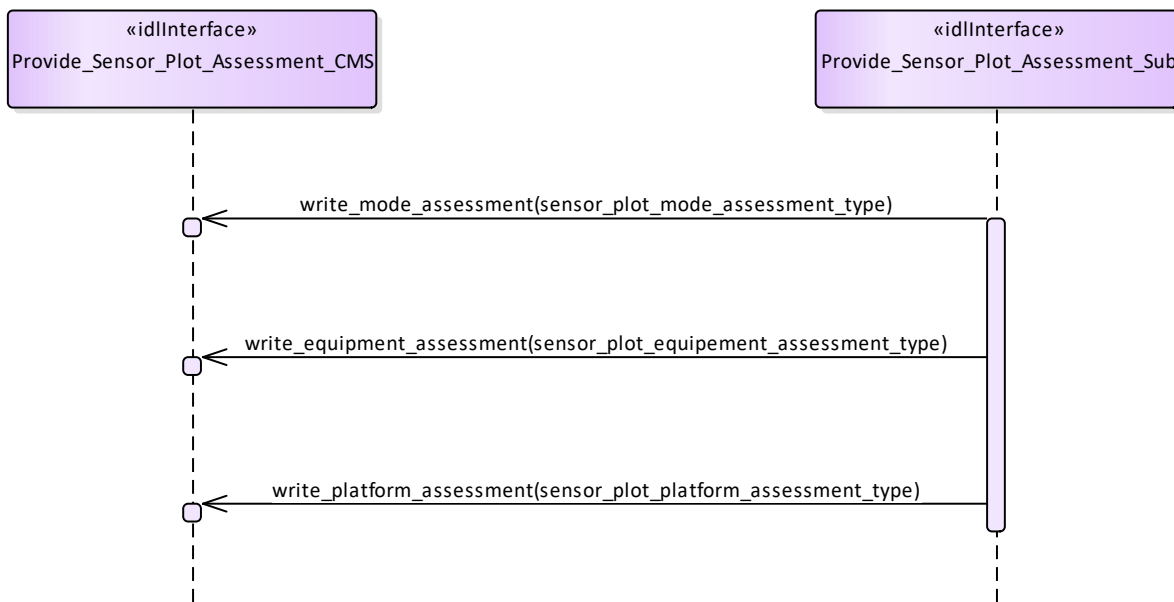 «idlInterface»
Provide_Sensor_Plot_Assessment_CMS
«idlInterface»
Provide_Sensor_Plot_Assessment_Sub
write_mode_assessment(sensor_plot_mode_assessment_type)
write_equipment_assessment(sensor_plot_equipement_assessment_type)
write_platform_assessment(sensor_plot_platform_assessment_type)